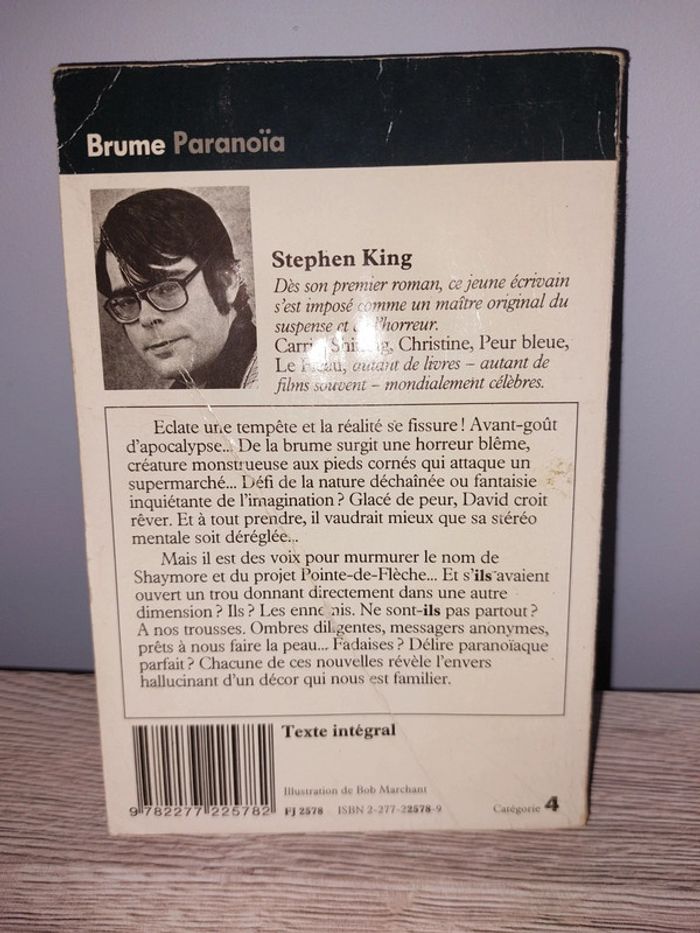 Brume Paranoïa
Stephen King
Dès son premier roman, ce jeune écrivain
s'est imposé comme un maître original du
suspense et de l'horreur.
Carrie, Shining, Christine, Peur bleue,
Le Fléau, autant de livres – autant de
films souvent – mondialement célèbres.
Eclate une tempête et la réalité se fissure ! Avant-goût
d'apocalypse... De la brume surgit une horreur blême,
créature monstrueuse aux pieds cornés qui attaque un
supermarché... Défi de la nature déchaînée ou fantaisie
inquiétante de l'imagination ? Glacé de peur, David croit
rêver. Et à tout prendre, il vaudrait mieux que sa stéréo
mentale soit déréglée...
Mais il est des voix pour murmurer le nom de
Shaymore et du projet Pointe-de-Flèche... Et s'ils avaient
ouvert un trou donnant directement dans une autre
dimension ? Ils ? Les ennemis. Ne sont-ils pas partout ?
A nos trousses. Ombres diligentes, messagers anonymes,
prêts à nous faire la peau... Fadaises ? Délire paranoïaque
parfait ? Chacune de ces nouvelles révèle l'envers
hallucinant d'un décor qui nous est familier.
Texte intégral
Illustration de Bob Marchant
9 782277 225782 FJ 2578 ISBN 2-277-22578-9 Catégorie 4